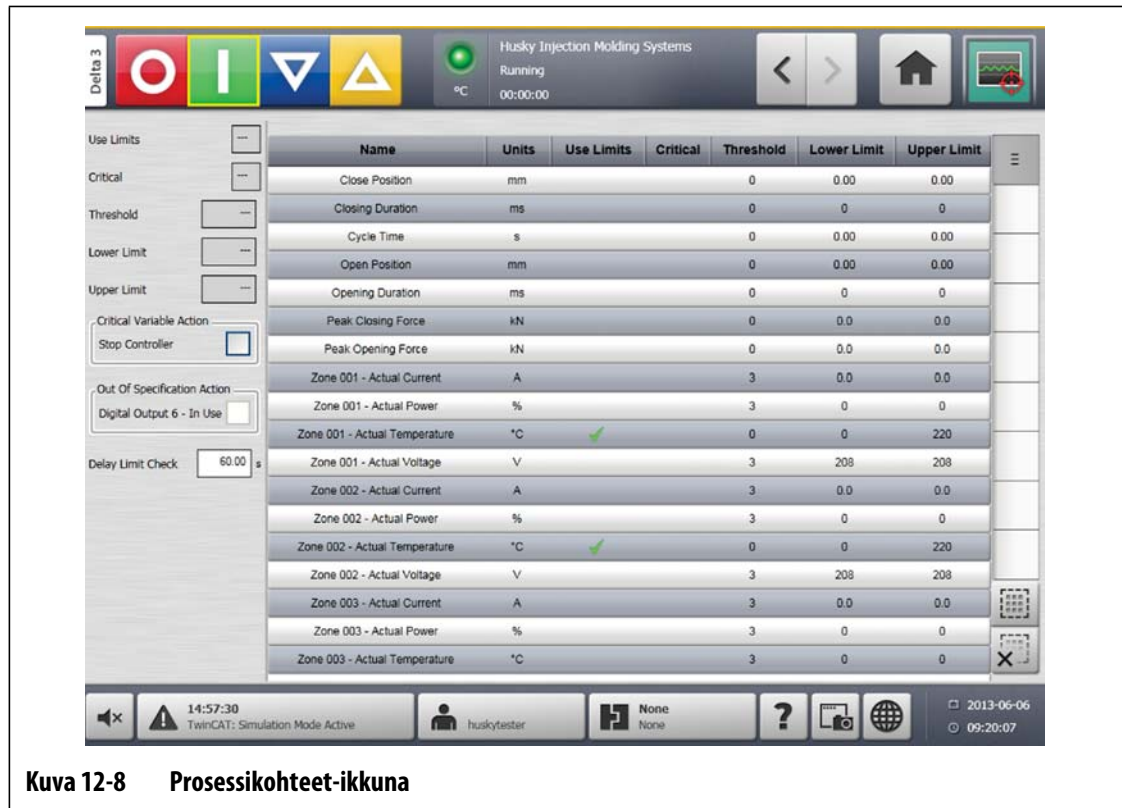 Delta 3
°C
Husky Injection Molding Systems
Running
00:00:00
Use Limits ---
Critical ---
Threshold ---
Lower Limit ---
Upper Limit ---
Critical Variable Action
Stop Controller
Out Of Specification Action
Digital Output 6 - In Use
Delay Limit Check 60.00 s
Name Units Use Limits Critical Threshold Lower Limit Upper Limit
Close Position mm 0 0.00 0.00
Closing Duration ms 0 0 0
Cycle Time s 0 0.00 0.00
Open Position mm 0 0.00 0.00
Opening Duration ms 0 0 0
Peak Closing Force kN 0 0.0 0.0
Peak Opening Force kN 0 0.0 0.0
Zone 001 - Actual Current A 3 0.0 0.0
Zone 001 - Actual Power % 3 0 0
Zone 001 - Actual Temperature °C 0 0 220
Zone 001 - Actual Voltage V 3 208 208
Zone 002 - Actual Current A 3 0.0 0.0
Zone 002 - Actual Power % 3 0 0
Zone 002 - Actual Temperature °C 0 0 220
Zone 002 - Actual Voltage V 3 208 208
Zone 003 - Actual Current A 3 0.0 0.0
Zone 003 - Actual Power % 3 0 0
Zone 003 - Actual Temperature °C 3 0 0
14:57:30
TwinCAT: Simulation Mode Active
huskytester
None
None
?
2013-06-06
09:20:07
Kuva 12-8 Prosessikohteet-ikkuna